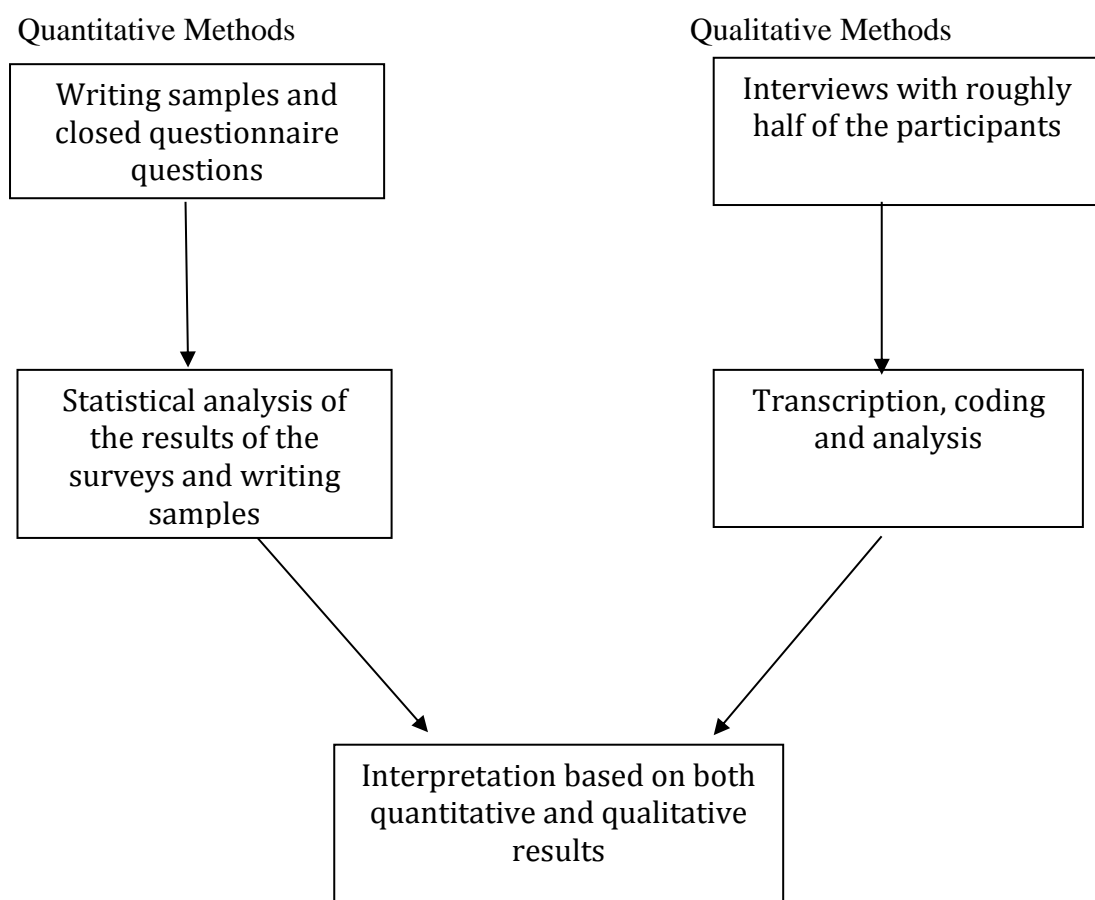 Quantitative Methods
Qualitative Methods
Writing samples and
closed questionnaire
questions
Interviews with roughly
half of the participants
Statistical analysis of
the results of the
surveys and writing
samples
Transcription, coding
and analysis
Interpretation based on both
quantitative and qualitative
results